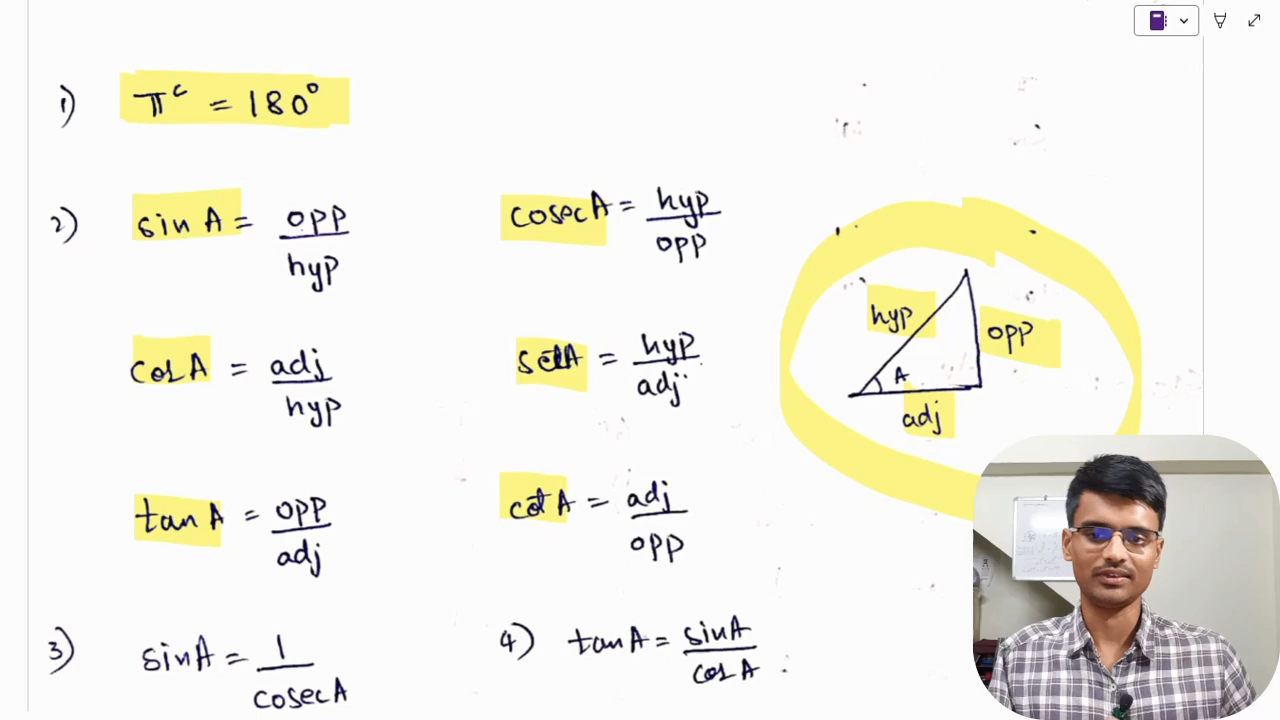 1) πᶜ = 180°
2) sin A = opp/hyp
cosec A = hyp/opp
cos A = adj/hyp
sec A = hyp/adj
tan A = opp/adj
cot A = adj/opp
hyp
opp
A
adj
3) sin A = 1/cosec A
4) tan A = sin A/cos A